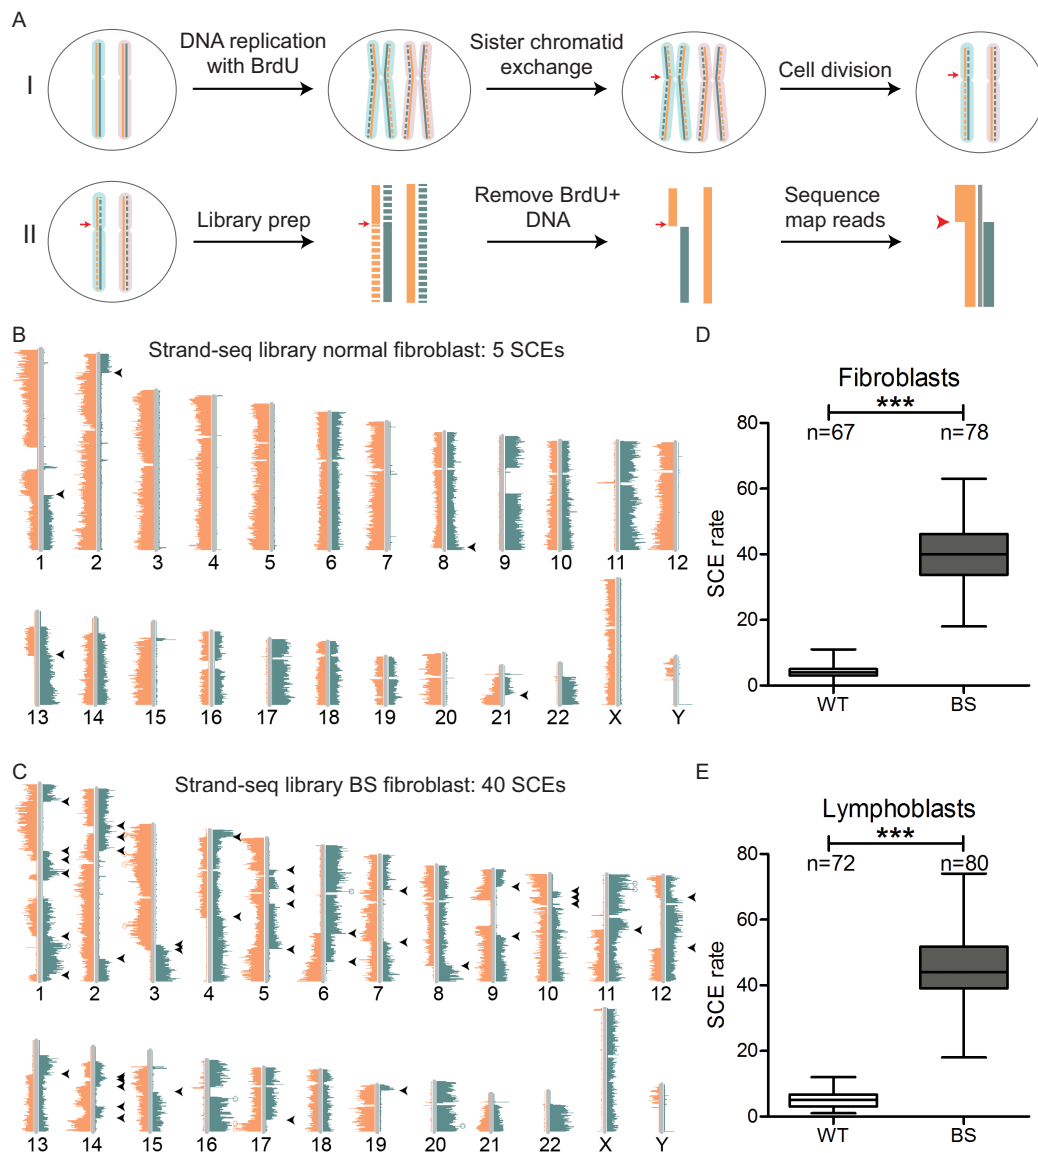 A
I
DNA replication
with BrdU
Sister chromatid
exchange
Cell division
II
Library prep
Remove BrdU+
DNA
Sequence
map reads
B
Strand-seq library normal fibroblast: 5 SCEs
1 2 3 4 5 6 7 8 9 10 11 12
13 14 15 16 17 18 19 20 21 22 X Y
C
Strand-seq library BS fibroblast: 40 SCEs
1 2 3 4 5 6 7 8 9 10 11 12
13 14 15 16 17 18 19 20 21 22 X Y
D
Fibroblasts
***
n=67 n=78
SCE rate
80
60
40
20
0
WT BS
E
Lymphoblasts
***
n=72 n=80
SCE rate
80
60
40
20
0
WT BS